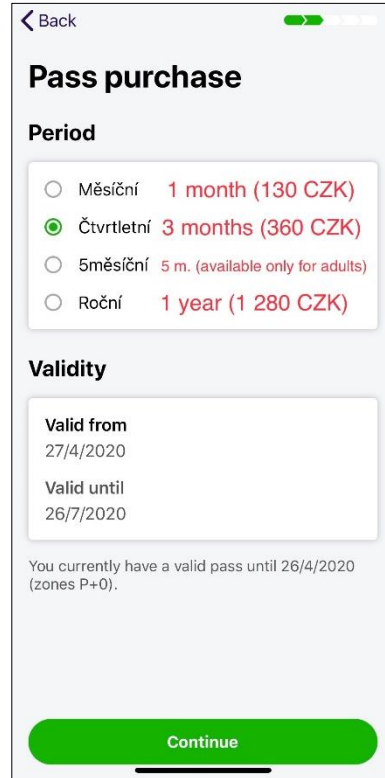 Back
Pass purchase
Period
Měsíční 1 month (130 CZK)
Čtvrtletní 3 months (360 CZK)
5měsíční 5 m. (available only for adults)
Roční 1 year (1 280 CZK)
Validity
Valid from
27/4/2020
Valid until
26/7/2020
You currently have a valid pass until 26/4/2020
(zones P+0).
Continue